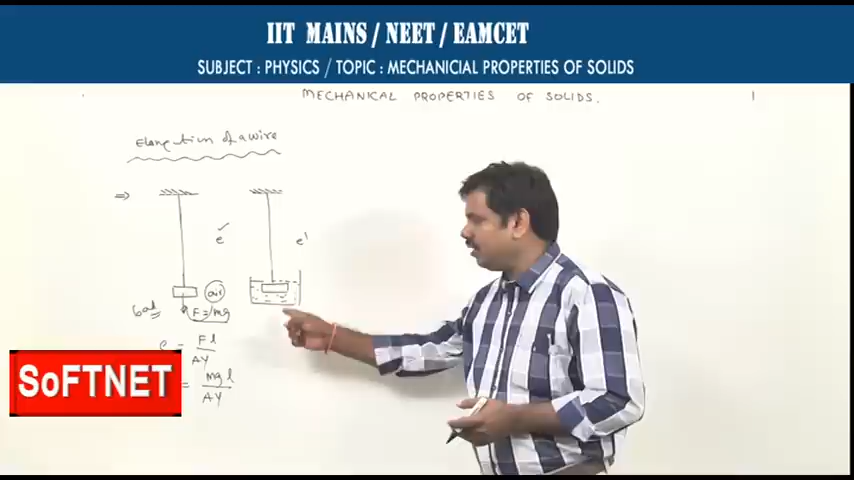 IIT MAINS / NEET / EAMCET
SUBJECT : PHYSICS / TOPIC : MECHANICIAL PROPERTIES OF SOLIDS
MECHANICAL PROPERTIES OF SOLIDS. 1
Elongation of a wire
⇒
e e'
air
F = mg
= Fl / AY
= mgl / AY
SoFTNET